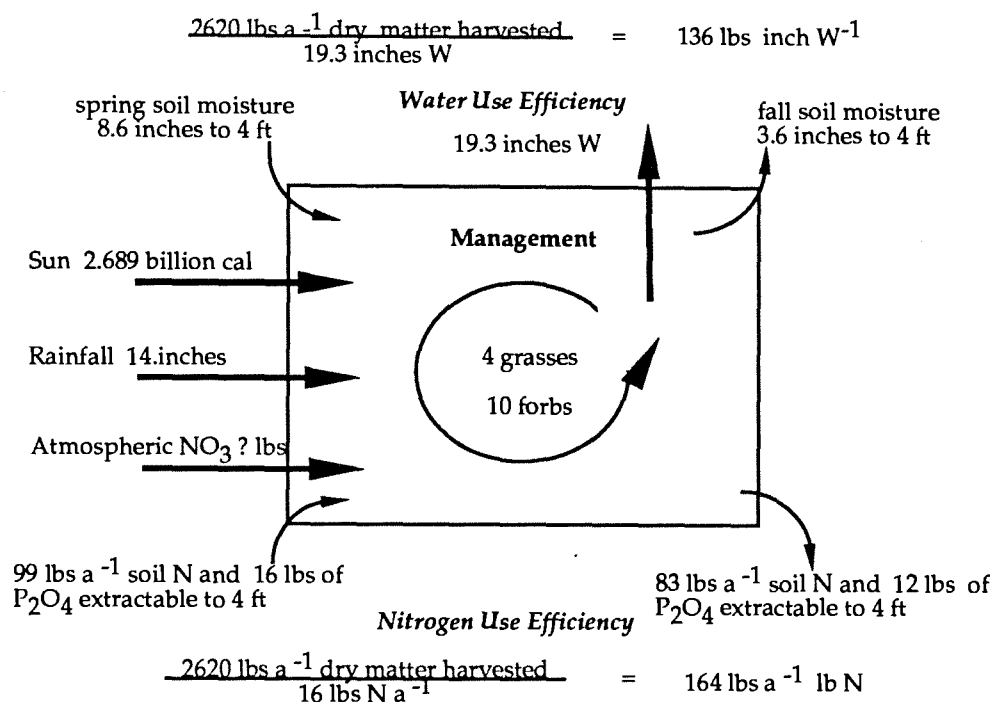 2620 lbs a -1 dry matter harvested
19.3 inches W
= 136 lbs inch W-1
spring soil moisture
8.6 inches to 4 ft
Water Use Efficiency
19.3 inches W
fall soil moisture
3.6 inches to 4 ft
Management
Sun 2.689 billion cal
Rainfall 14.inches
4 grasses
10 forbs
Atmospheric NO3 ? lbs
99 lbs a -1 soil N and 16 lbs of
P2O4 extractable to 4 ft
83 lbs a -1 soil N and 12 lbs of
P2O4 extractable to 4 ft
Nitrogen Use Efficiency
2620 lbs a -1 dry matter harvested
16 lbs N a -1
= 164 lbs a -1 lb N